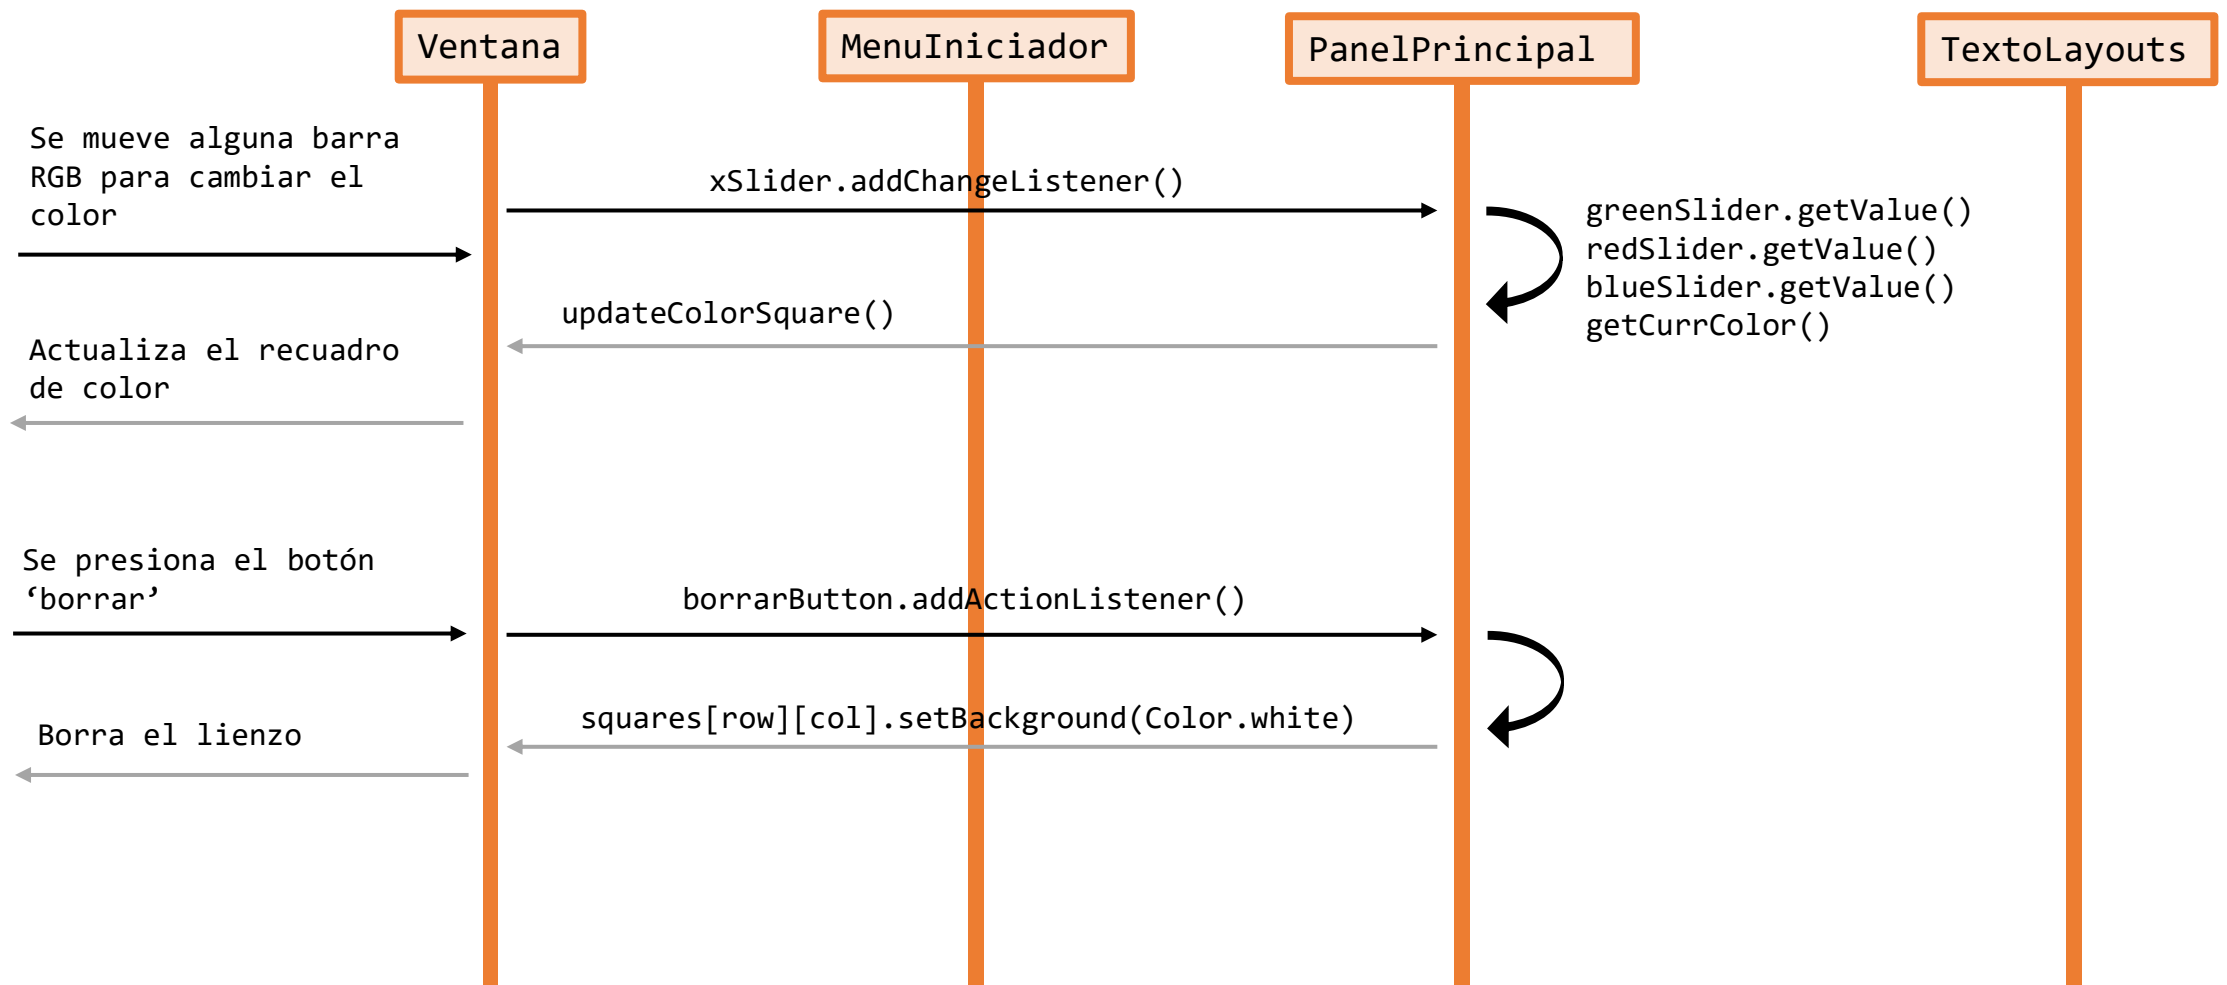 Ventana
MenuIniciador
PanelPrincipal
TextoLayouts
Se mueve alguna barra
RGB para cambiar el
color
xSlider.addChangeListener()
greenSlider.getValue()
redSlider.getValue()
blueSlider.getValue()
getCurrColor()
updateColorSquare()
Actualiza el recuadro
de color
Se presiona el botón
‘borrar’
borrarButton.addActionListener()
squares[row][col].setBackground(Color.white)
Borra el lienzo